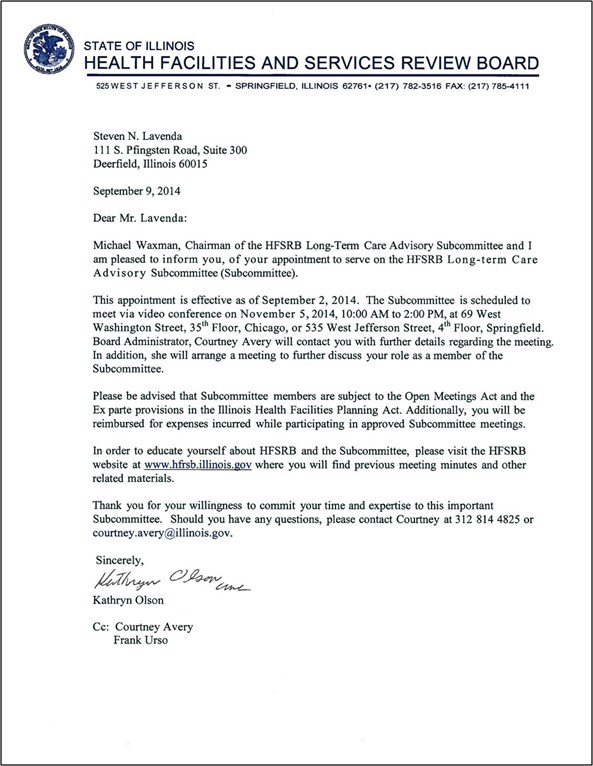 STATE OF ILLINOIS
HEALTH FACILITIES AND SERVICES REVIEW BOARD
525 WEST JEFFERSON ST. • SPRINGFIELD, ILLINOIS 62761• (217) 782-3516 FAX: (217) 785-4111
Steven N. Lavenda
111 S. Pfingsten Road, Suite 300
Deerfield, Illinois 60015
September 9, 2014
Dear Mr. Lavenda:
Michael Waxman, Chairman of the HFSRB Long-Term Care Advisory Subcommittee and I
am pleased to inform you, of your appointment to serve on the HFSRB Long-term Care
Advisory Subcommittee (Subcommittee).
This appointment is effective as of September 2, 2014. The Subcommittee is scheduled to
meet via video conference on November 5, 2014, 10:00 AM to 2:00 PM, at 69 West
Washington Street, 35th Floor, Chicago, or 535 West Jefferson Street, 4th Floor, Springfield.
Board Administrator, Courtney Avery will contact you with further details regarding the meeting.
In addition, she will arrange a meeting to further discuss your role as a member of the
Subcommittee.
Please be advised that Subcommittee members are subject to the Open Meetings Act and the
Ex parte provisions in the Illinois Health Facilities Planning Act. Additionally, you will be
reimbursed for expenses incurred while participating in approved Subcommittee meetings.
In order to educate yourself about HFSRB and the Subcommittee, please visit the HFSRB
website at www.hfrsb.illinois.gov where you will find previous meeting minutes and other
related materials.
Thank you for your willingness to commit your time and expertise to this important
Subcommittee. Should you have any questions, please contact Courtney at 312 814 4825 or
courtney.avery@illinois.gov.
Sincerely,
Kathryn Olson
Kathryn Olson
Cc: Courtney Avery
Frank Urso